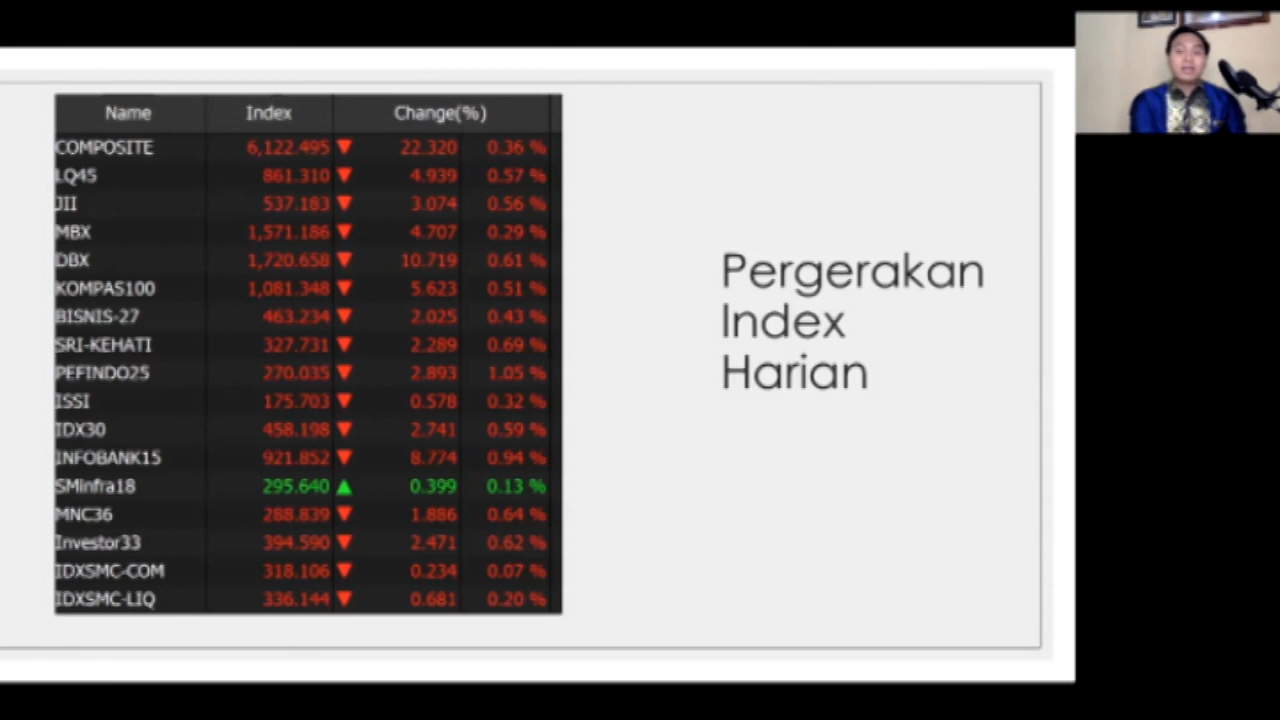 Name Index Change(%)
COMPOSITE 6,122.495 ▼ 22.320 0.36 %
LQ45 861.310 ▼ 4.939 0.57 %
JII 537.183 ▼ 3.074 0.56 %
MBX 1,571.186 ▼ 4.707 0.29 %
DBX 1,720.658 ▼ 10.719 0.61 %
KOMPAS100 1,081.348 ▼ 5.623 0.51 %
BISNIS-27 463.234 ▼ 2.025 0.43 %
SRI-KEHATI 327.731 ▼ 2.289 0.69 %
PEFINDO25 270.035 ▼ 2.893 1.05 %
ISSI 175.703 ▼ 0.578 0.32 %
IDX30 458.198 ▼ 2.741 0.59 %
INFOBANK15 921.852 ▼ 8.774 0.94 %
SMinfra18 295.640 ▲ 0.399 0.13 %
MNC36 288.839 ▼ 1.886 0.64 %
Investor33 394.590 ▼ 2.471 0.62 %
IDXSMC-COM 318.106 ▼ 0.234 0.07 %
IDXSMC-LIQ 336.144 ▼ 0.681 0.20 %
Pergerakan
Index
Harian